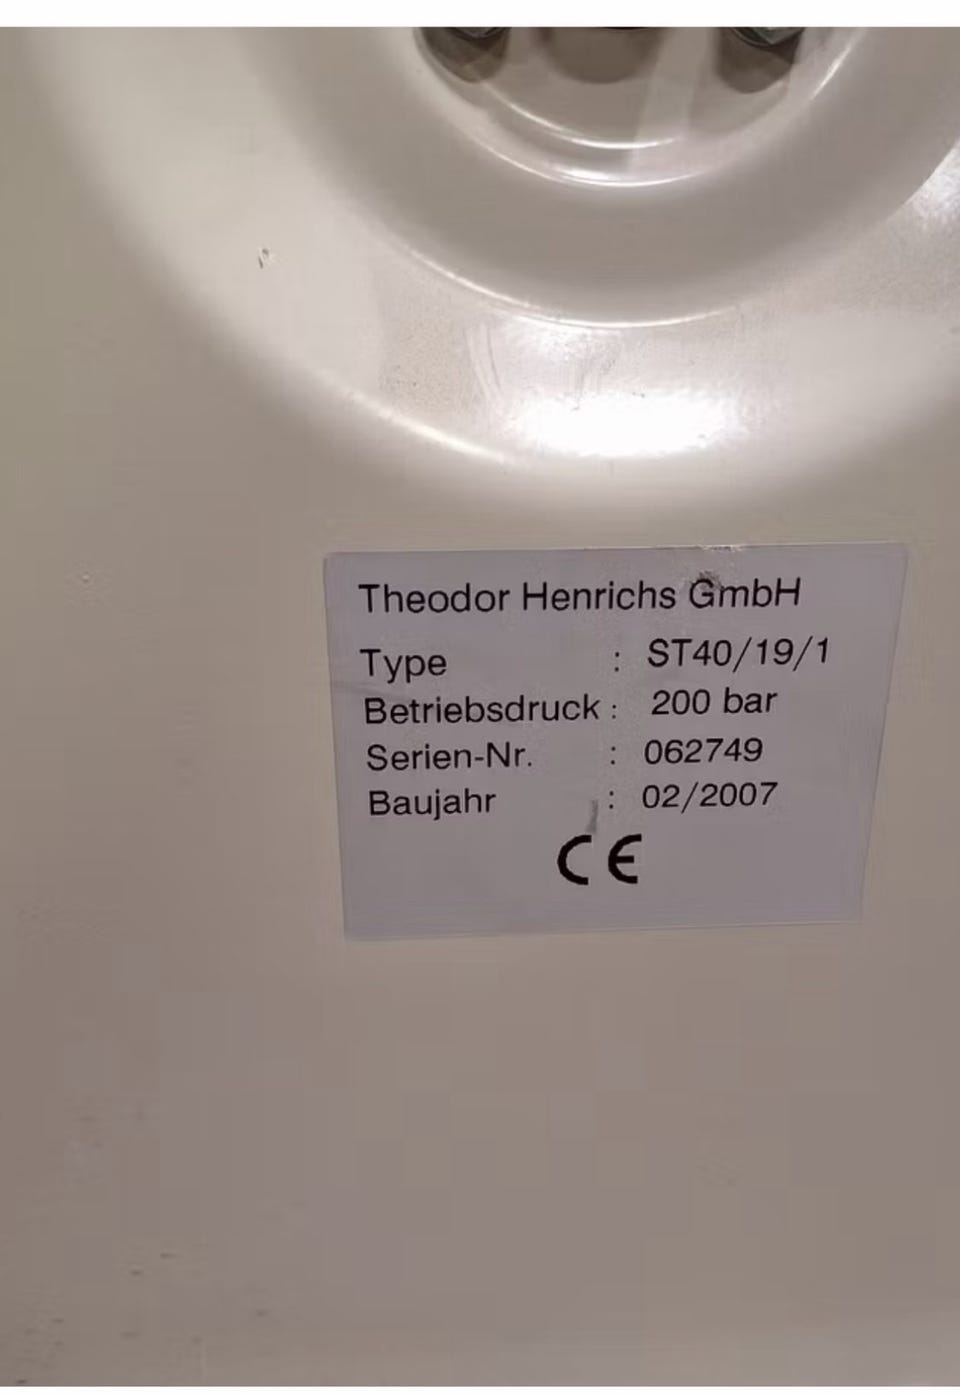 Theodor Henrichs GmbH
Type : ST40/19/1
Betriebsdruck : 200 bar
Serien-Nr. : 062749
Baujahr : 02/2007
CE